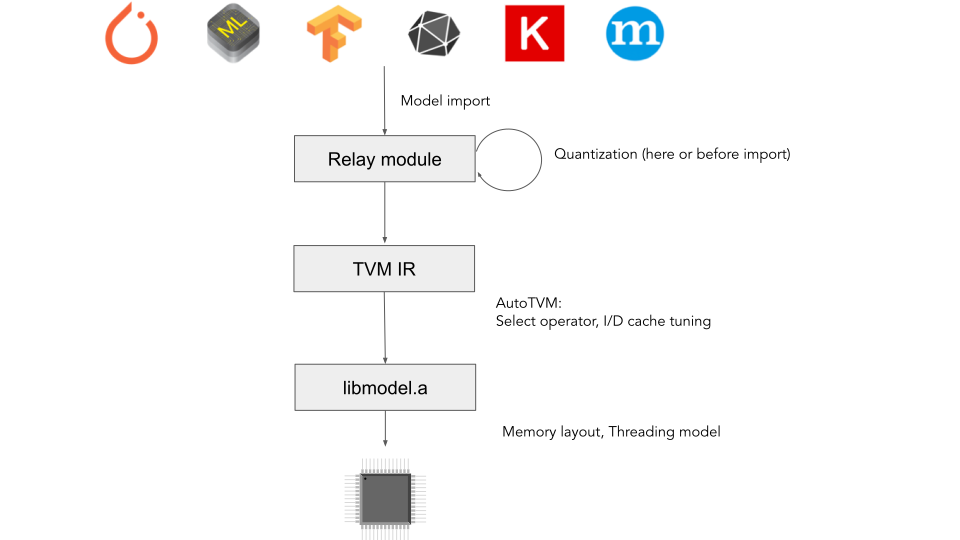 ML
K
m
Model import
Relay module
Quantization (here or before import)
TVM IR
AutoTVM:
Select operator, I/D cache tuning
libmodel.a
Memory layout, Threading model